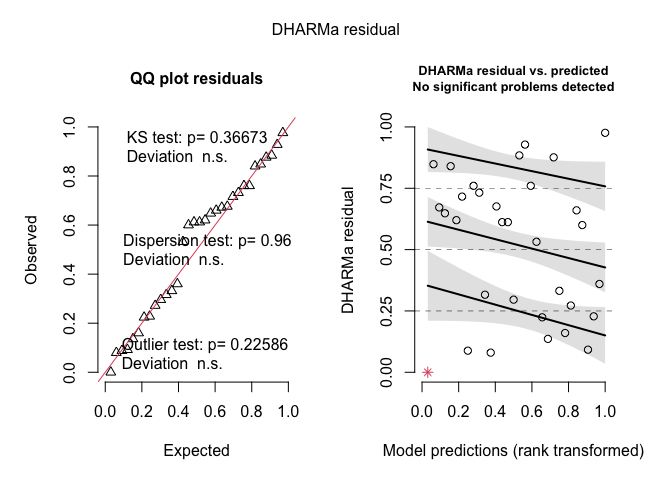 DHARMa residual
QQ plot residuals
KS test: p= 0.36673
Deviation n.s.
Dispersion test: p= 0.96
Deviation n.s.
Outlier test: p= 0.22586
Deviation n.s.
Observed
0.0 0.2 0.4 0.6 0.8 1.0
0.0 0.2 0.4 0.6 0.8 1.0
Expected
DHARMa residual vs. predicted
No significant problems detected
DHARMa residual
0.00 0.25 0.50 0.75 1.00
0.0 0.2 0.4 0.6 0.8 1.0
Model predictions (rank transformed)